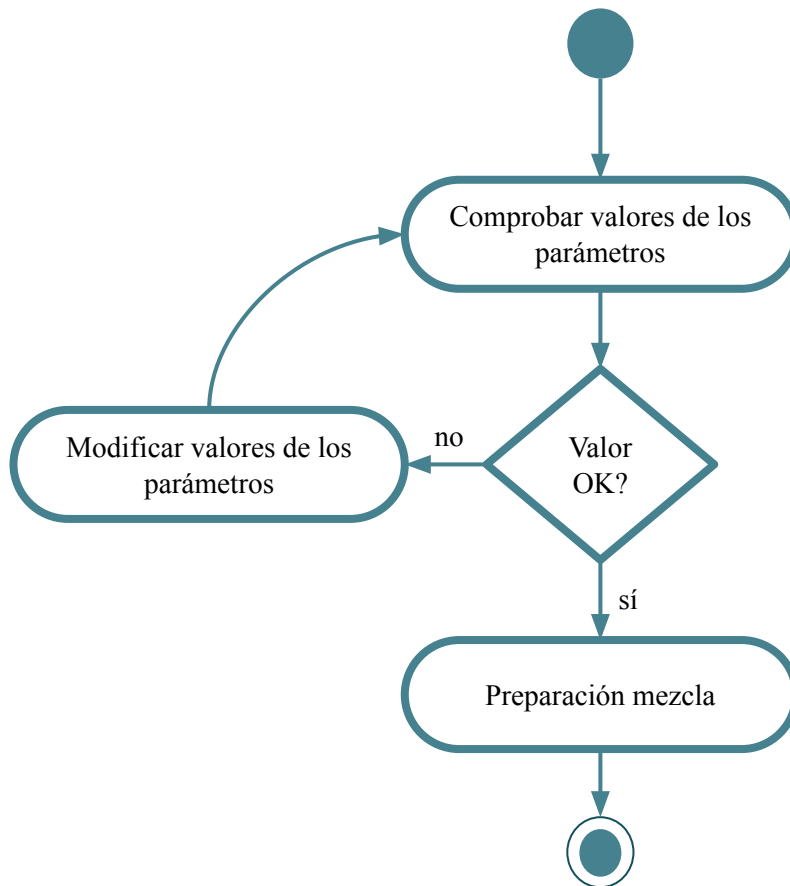 Comprobar valores de los
parámetros
Modificar valores de los
parámetros
no
Valor
OK?
sí
Preparación mezcla